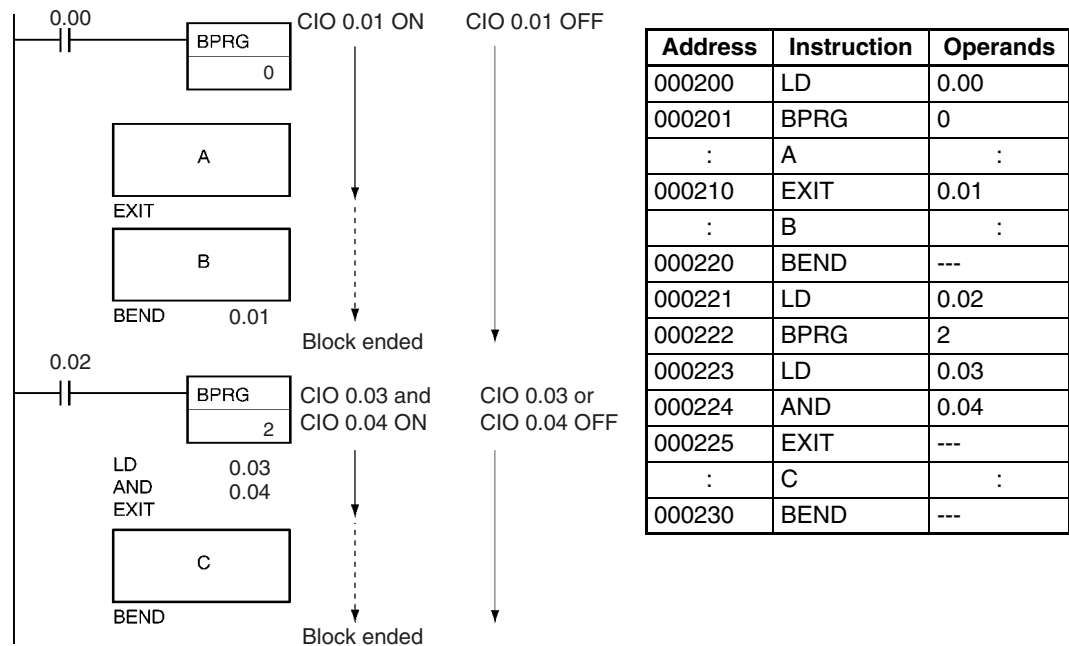 0.00
BPRG
0
CIO 0.01 ON
CIO 0.01 OFF
A
EXIT
B
BEND 0.01
Block ended
0.02
BPRG
2
CIO 0.03 and
CIO 0.04 ON
CIO 0.03 or
CIO 0.04 OFF
LD 0.03
AND 0.04
EXIT
C
BEND
Block ended
Address Instruction Operands
000200 LD 0.00
000201 BPRG 0
: A :
000210 EXIT 0.01
: B :
000220 BEND ---
000221 LD 0.02
000222 BPRG 2
000223 LD 0.03
000224 AND 0.04
000225 EXIT ---
: C :
000230 BEND ---